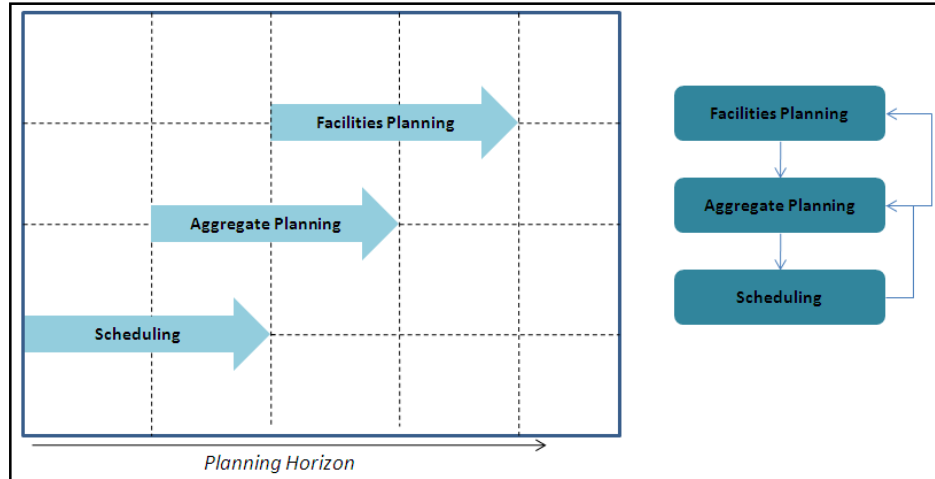 Facilities Planning
Aggregate Planning
Scheduling
Planning Horizon
Facilities Planning
Aggregate Planning
Scheduling